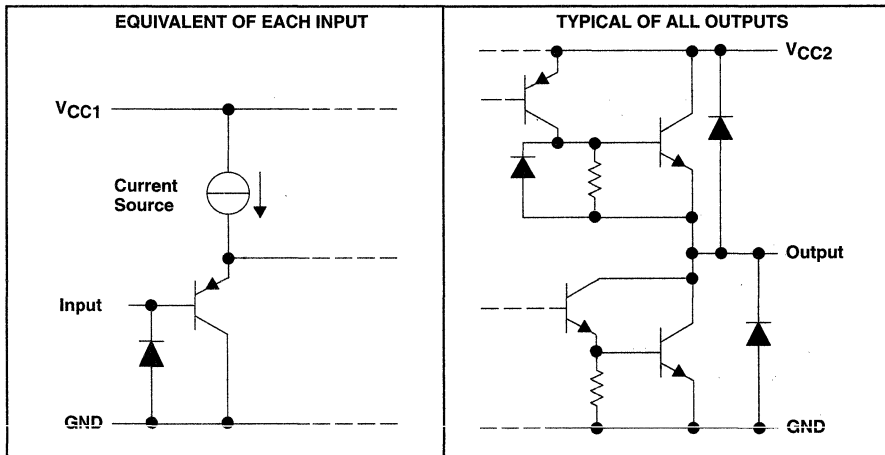 EQUIVALENT OF EACH INPUT
VCC1
Current
Source
Input
GND
TYPICAL OF ALL OUTPUTS
VCC2
Output
GND